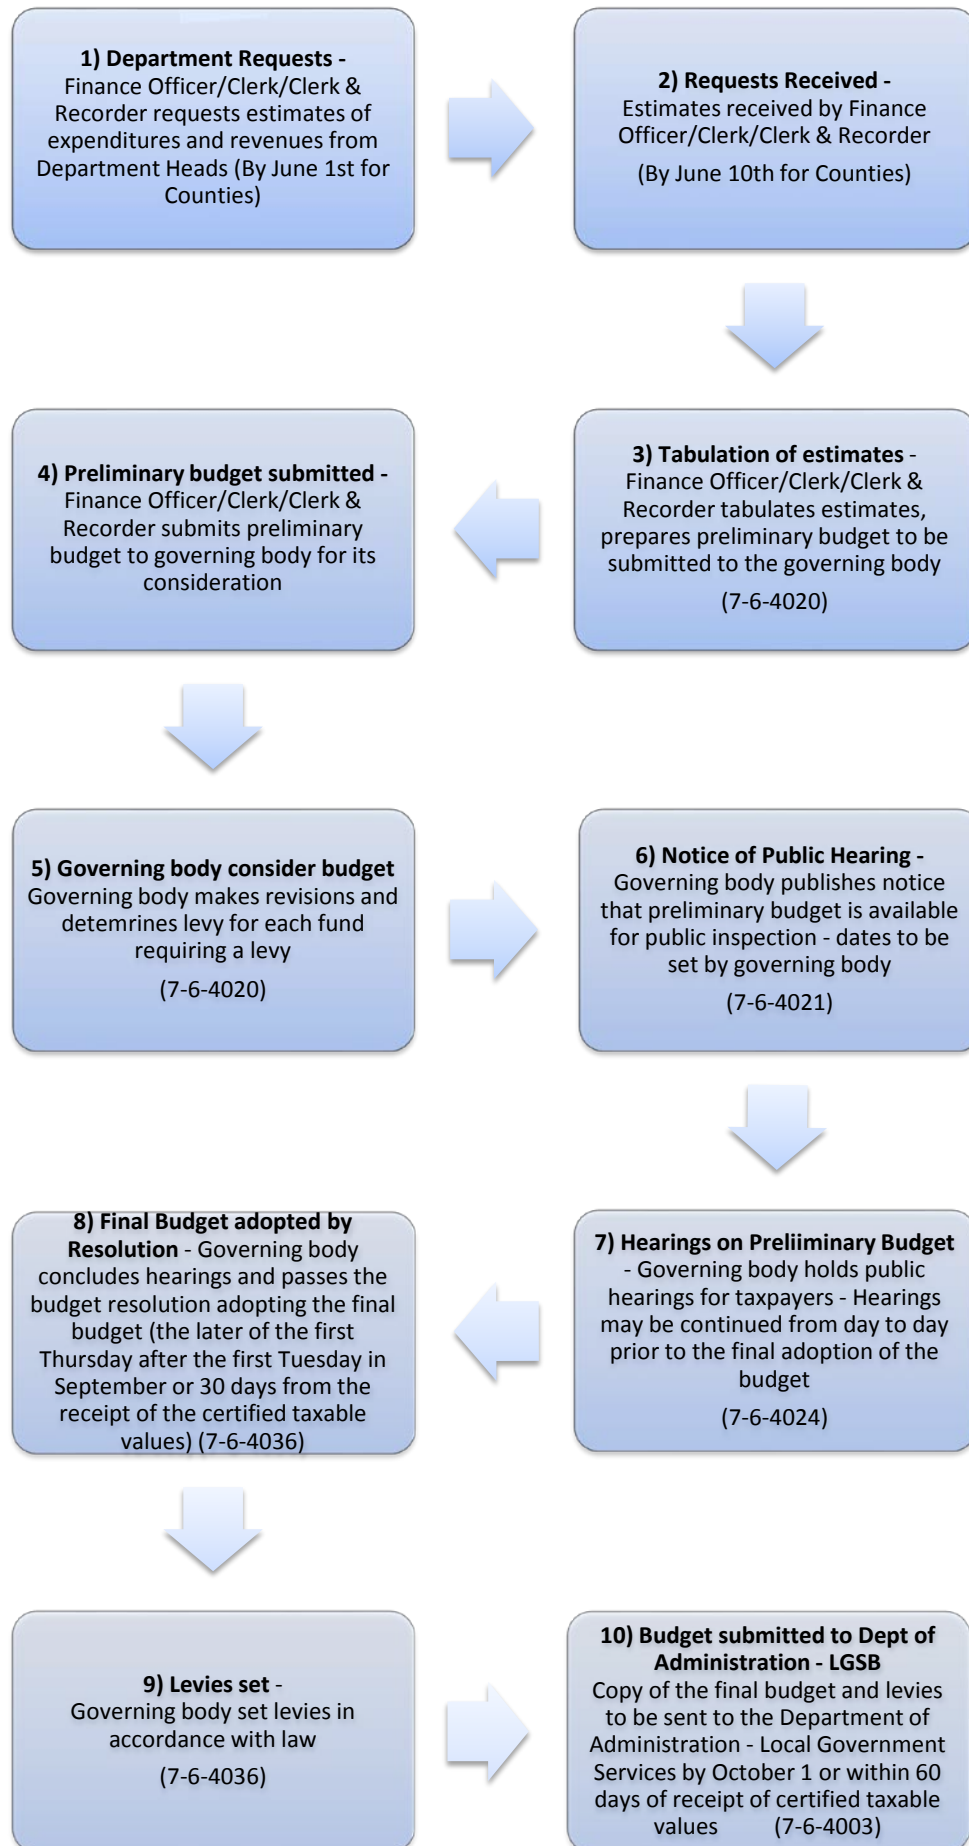 1) Department Requests -
Finance Officer/Clerk/Clerk &
Recorder requests estimates of
expenditures and revenues from
Department Heads (By June 1st for
Counties)
2) Requests Received -
Estimates received by Finance
Officer/Clerk/Clerk & Recorder
(By June 10th for Counties)
3) Tabulation of estimates -
Finance Officer/Clerk/Clerk &
Recorder tabulates estimates,
prepares preliminary budget to be
submitted to the governing body
(7-6-4020)
4) Preliminary budget submitted -
Finance Officer/Clerk/Clerk &
Recorder submits preliminary
budget to governing body for its
consideration
5) Governing body consider budget
Governing body makes revisions and
detemrines levy for each fund
requiring a levy
(7-6-4020)
6) Notice of Public Hearing -
Governing body publishes notice
that preliminary budget is available
for public inspection - dates to be
set by governing body
(7-6-4021)
7) Hearings on Preliiminary Budget
- Governing body holds public
hearings for taxpayers - Hearings
may be continued from day to day
prior to the final adoption of the
budget
(7-6-4024)
8) Final Budget adopted by
Resolution - Governing body
concludes hearings and passes the
budget resolution adopting the final
budget (the later of the first
Thursday after the first Tuesday in
September or 30 days from the
receipt of the certified taxable
values) (7-6-4036)
9) Levies set -
Governing body set levies in
accordance with law
(7-6-4036)
10) Budget submitted to Dept of
Administration - LGSB
Copy of the final budget and levies
to be sent to the Department of
Administration - Local Government
Services by October 1 or within 60
days of receipt of certified taxable
values (7-6-4003)